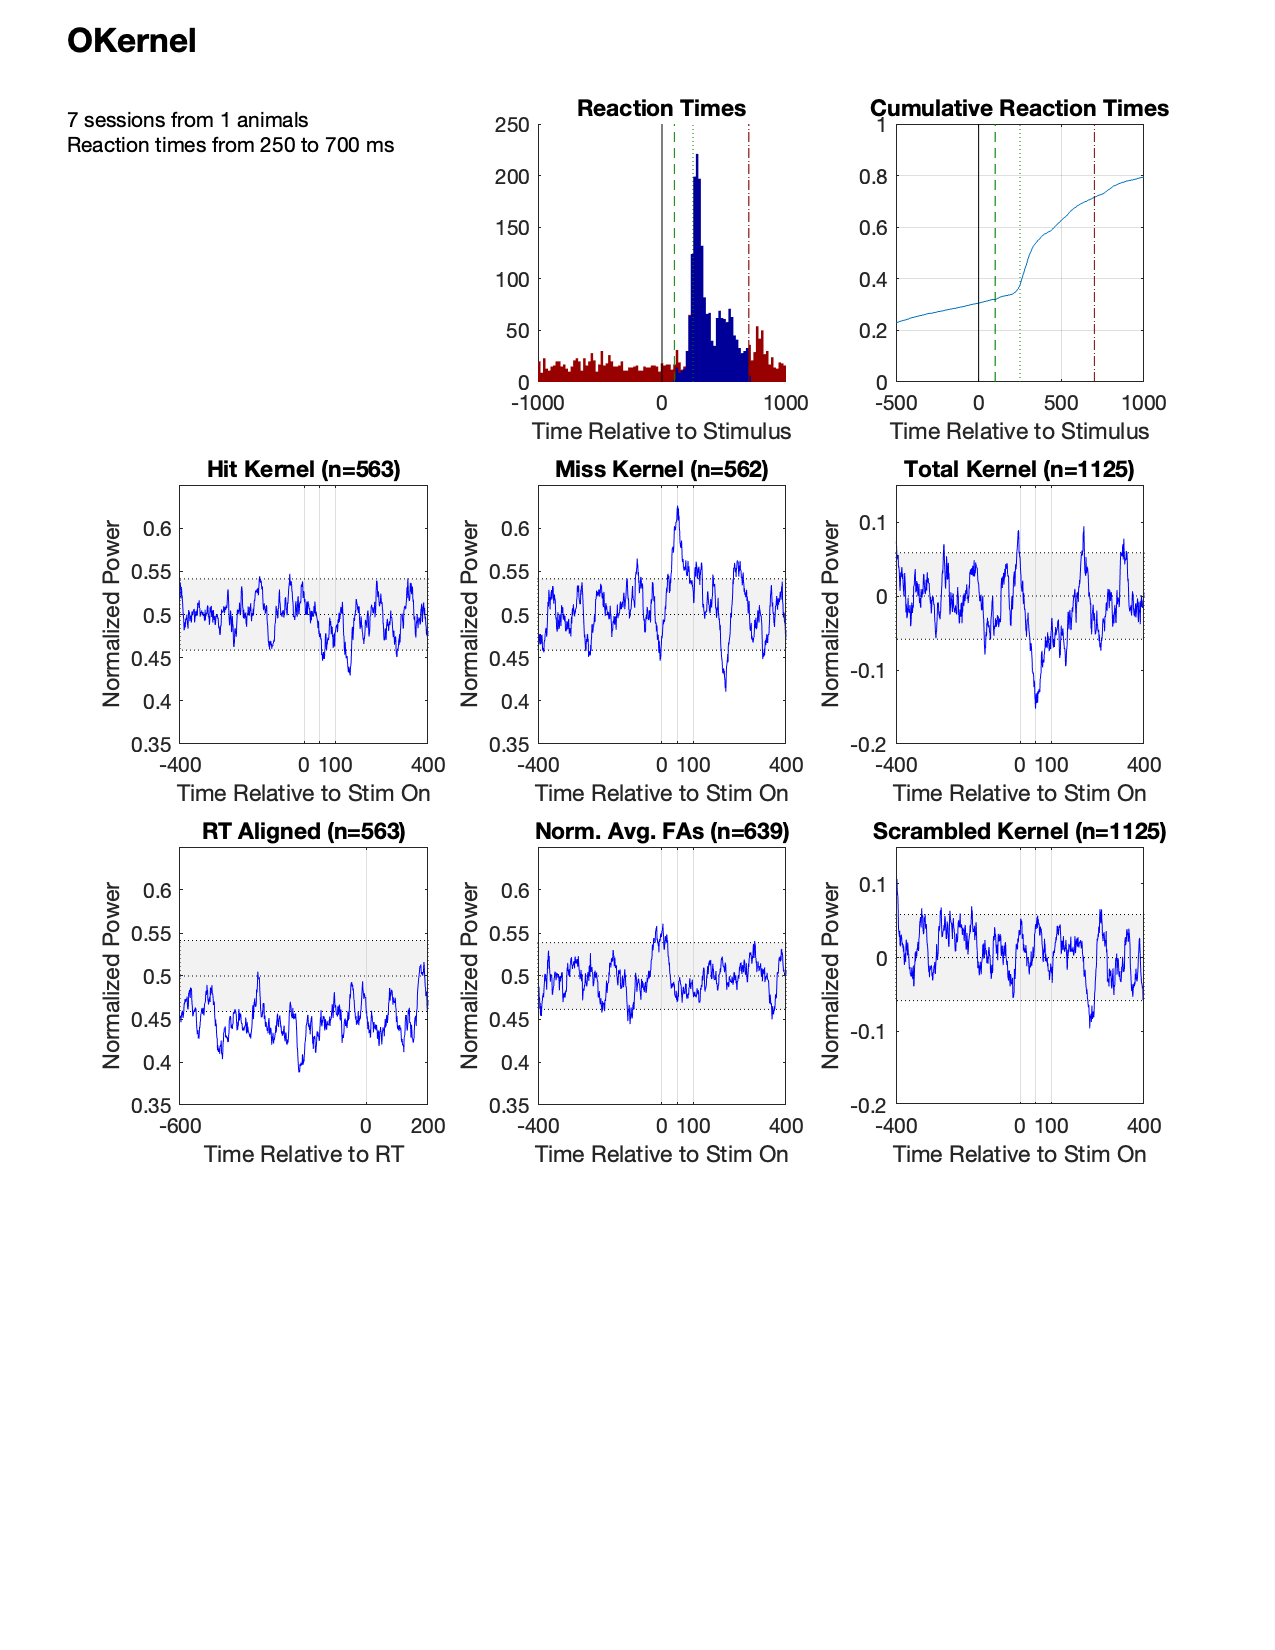 OKernel
7 sessions from 1 animals
Reaction times from 250 to 700 ms
Reaction Times
250
200
150
100
50
0
-1000 0 1000
Time Relative to Stimulus
Cumulative Reaction Times
1
0.8
0.6
0.4
0.2
0
-500 0 500 1000
Time Relative to Stimulus
Hit Kernel (n=563)
Normalized Power
0.6
0.55
0.5
0.45
0.4
0.35
-400 0 100 400
Time Relative to Stim On
Miss Kernel (n=562)
Normalized Power
0.6
0.55
0.5
0.45
0.4
0.35
-400 0 100 400
Time Relative to Stim On
Total Kernel (n=1125)
Normalized Power
0.1
0
-0.1
-0.2
-400 0 100 400
Time Relative to Stim On
RT Aligned (n=563)
Normalized Power
0.6
0.55
0.5
0.45
0.4
0.35
-600 0 200
Time Relative to RT
Norm. Avg. FAs (n=639)
Normalized Power
0.6
0.55
0.5
0.45
0.4
0.35
-400 0 100 400
Time Relative to Stim On
Scrambled Kernel (n=1125)
Normalized Power
0.1
0
-0.1
-0.2
-400 0 100 400
Time Relative to Stim On